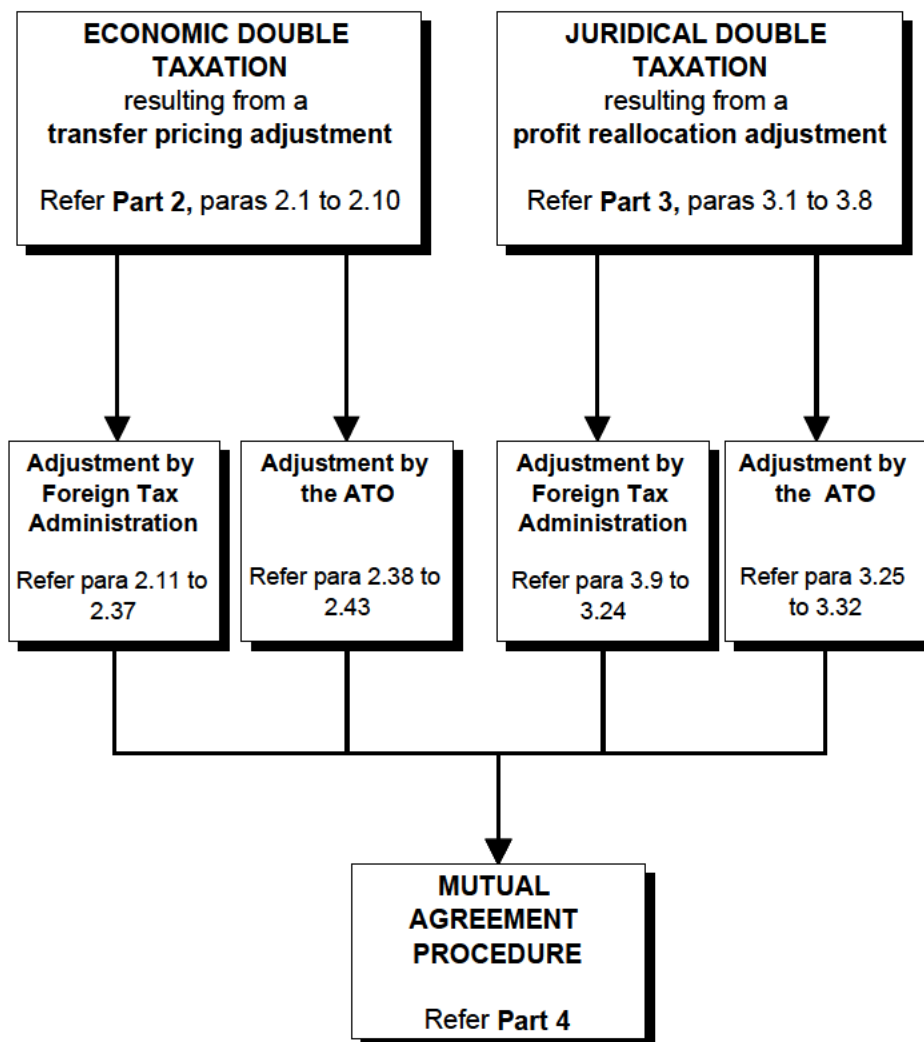 ECONOMIC DOUBLE
TAXATION
resulting from a
transfer pricing adjustment
Refer Part 2, paras 2.1 to 2.10
JURIDICAL DOUBLE
TAXATION
resulting from a
profit reallocation adjustment
Refer Part 3, paras 3.1 to 3.8
Adjustment by
Foreign Tax
Administration
Refer para 2.11 to
2.37
Adjustment by
the ATO
Refer para 2.38 to
2.43
Adjustment by
Foreign Tax
Administration
Refer para 3.9 to
3.24
Adjustment by
the ATO
Refer para 3.25
to 3.32
MUTUAL
AGREEMENT
PROCEDURE
Refer Part 4